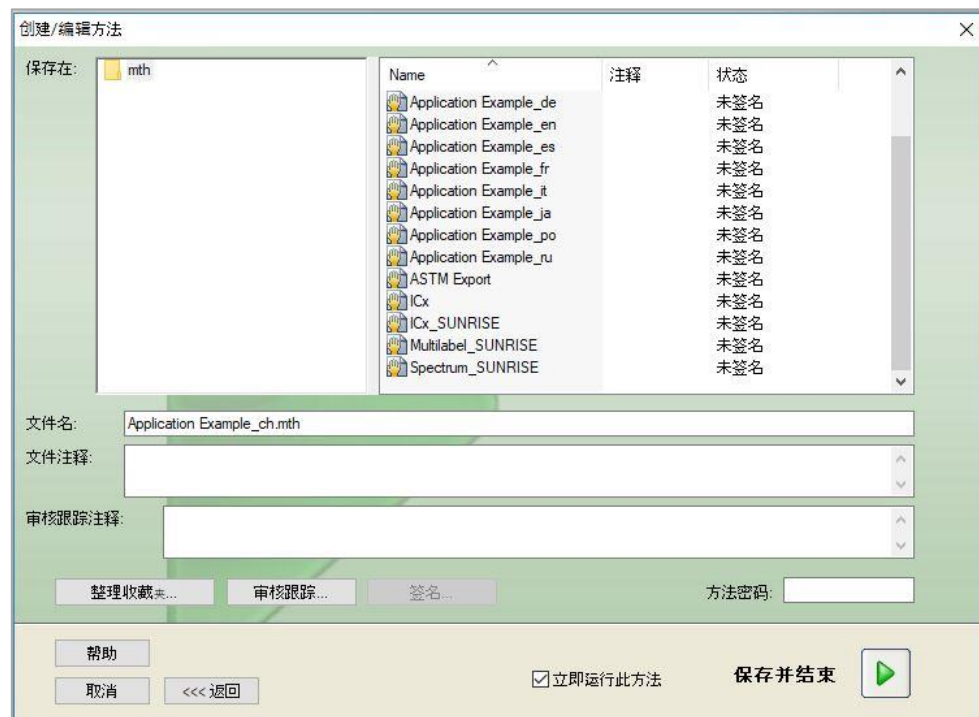 创建/编辑方法
保存在:
mth
Name 注释 状态
Application Example_de 未签名
Application Example_en 未签名
Application Example_es 未签名
Application Example_fr 未签名
Application Example_it 未签名
Application Example_ja 未签名
Application Example_po 未签名
Application Example_ru 未签名
ASTM Export 未签名
ICx 未签名
ICx_SUNRISE 未签名
Multilabel_SUNRISE 未签名
Spectrum_SUNRISE 未签名
文件名: Application Example_ch.mth
文件注释:
审核跟踪注释:
整理收藏夹... 审核跟踪... 签名... 方法密码:
帮助
取消 <<< 返回 立即运行此方法 保存并结束